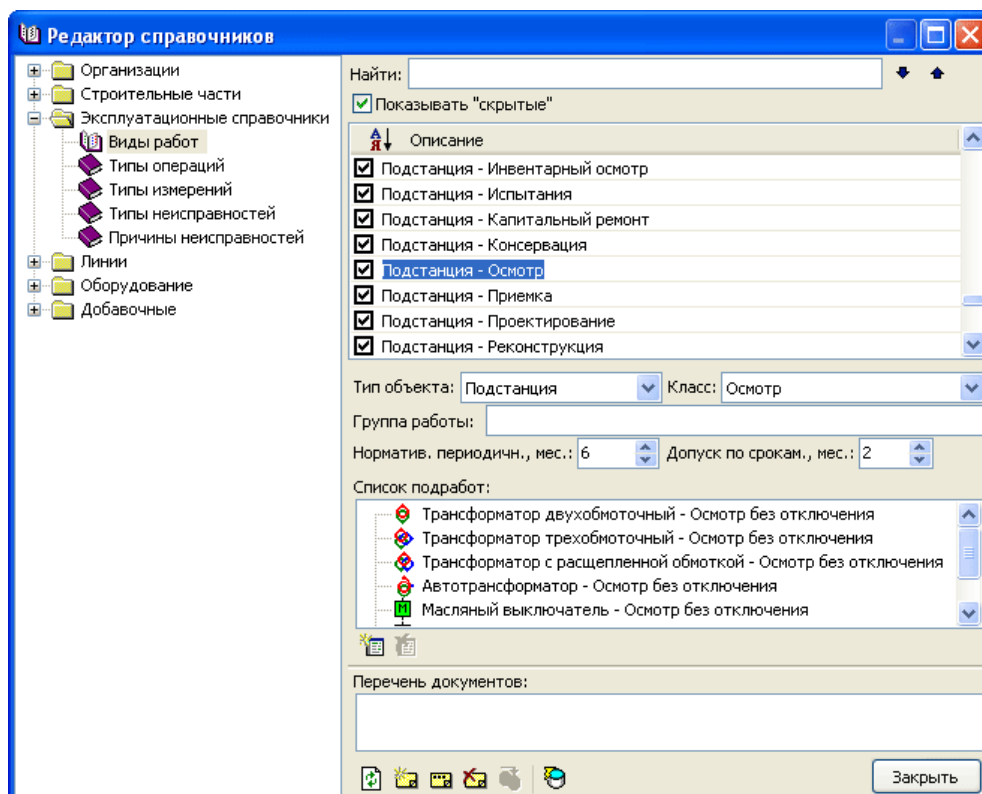 Редактор справочников
Организации
Строительные части
Эксплуатационные справочники
Виды работ
Типы операций
Типы измерений
Типы неисправностей
Причины неисправностей
Линии
Оборудование
Добавочные
Найти:
Показывать "скрытые"
Описание
Подстанция - Инвентарный осмотр
Подстанция - Испытания
Подстанция - Капитальный ремонт
Подстанция - Консервация
Подстанция - Осмотр
Подстанция - Приемка
Подстанция - Проектирование
Подстанция - Реконструкция
Тип объекта: Подстанция Класс: Осмотр
Группа работы:
Норматив. периодичн., мес.: 6 Допуск по срокам., мес.: 2
Список подработ:
Трансформатор двухобмоточный - Осмотр без отключения
Трансформатор трехобмоточный - Осмотр без отключения
Трансформатор с расщепленной обмоткой - Осмотр без отключения
Автотрансформатор - Осмотр без отключения
Масляный выключатель - Осмотр без отключения
Перечень документов:
Закрыть